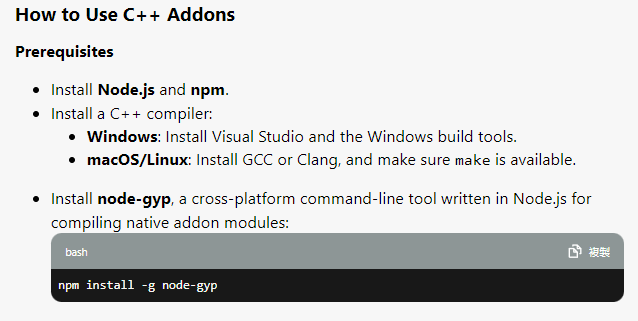 How to Use C++ Addons
Prerequisites
Install Node.js and npm.
Install a C++ compiler:
Windows: Install Visual Studio and the Windows build tools.
macOS/Linux: Install GCC or Clang, and make sure make is available.
Install node-gyp, a cross-platform command-line tool written in Node.js for
compiling native addon modules:
bash 複製
npm install -g node-gyp